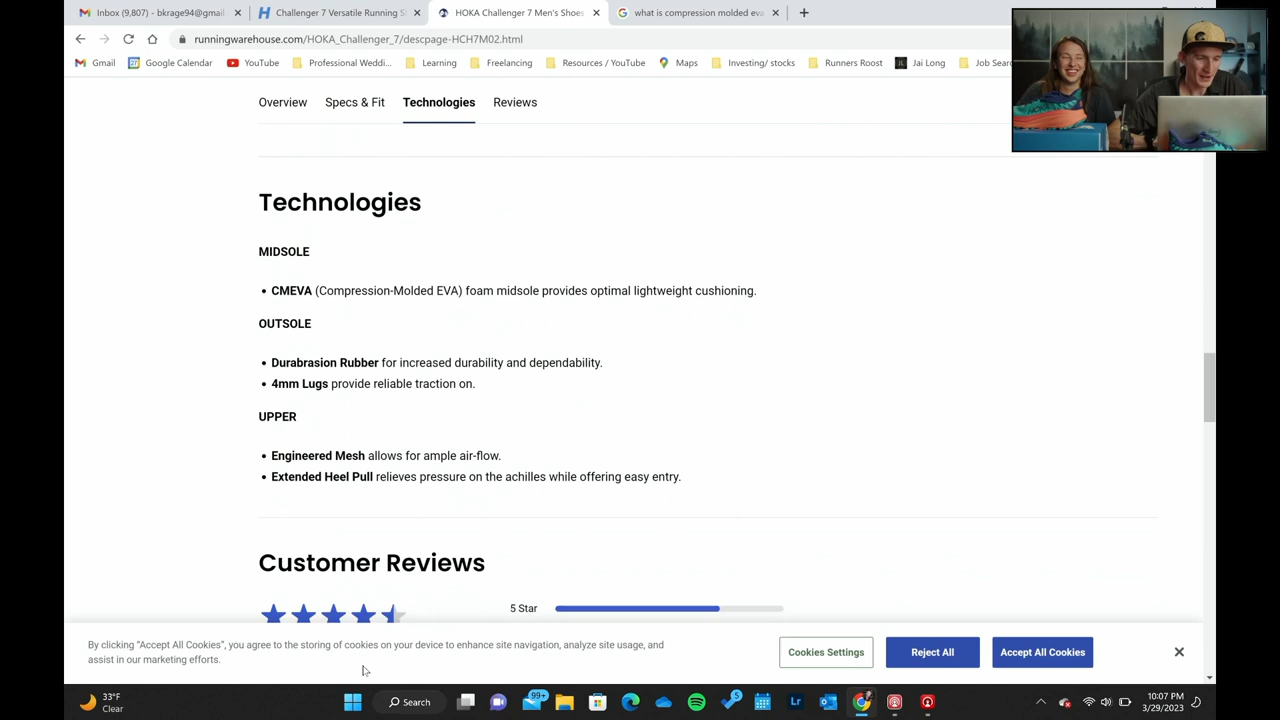 Inbox (9,807) - bkrage94@gmail
Challenger 7 Versatile Running S
HOKA Challenger 7 Men's Shoes
what is compression molded eva
runningwarehouse.com/HOKA_Challenger_7/descpage-HCH7M02.html
Gmail
Google Calendar
YouTube
Professional Weddi...
Learning
Freelancing
Resources / YouTube
Maps
Investing/ stocks
Runners Roost
Jai Long
Job Sear
Overview
Specs & Fit
Technologies
Reviews
Technologies
MIDSOLE
• CMEVA (Compression-Molded EVA) foam midsole provides optimal lightweight cushioning.
OUTSOLE
• Durabrasion Rubber for increased durability and dependability.
• 4mm Lugs provide reliable traction on.
UPPER
• Engineered Mesh allows for ample air-flow.
• Extended Heel Pull relieves pressure on the achilles while offering easy entry.
Customer Reviews
5 Star
By clicking “Accept All Cookies”, you agree to the storing of cookies on your device to enhance site navigation, analyze site usage, and
assist in our marketing efforts.
Cookies Settings
Reject All
Accept All Cookies
33°F
Clear
Search
99+
5
Lr
10:07 PM
3/29/2023